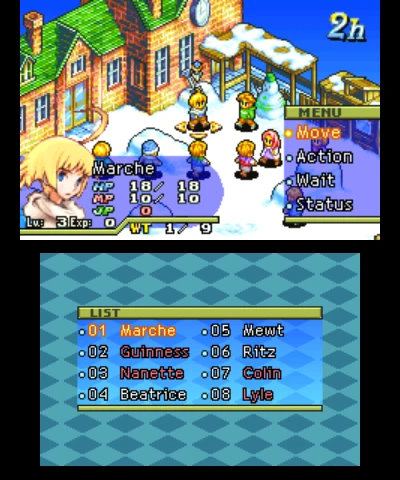 2h
MENU
Move
Action
Wait
Status
Marche
HP 18/ 18
MP 10/ 10
JP 0
Lv. 3 Exp. 0
WT 1/ 9
LIST
01 Marche
02 Guinness
03 Nanette
04 Beatrice
05 Mewt
06 Ritz
07 Colin
08 Lyle